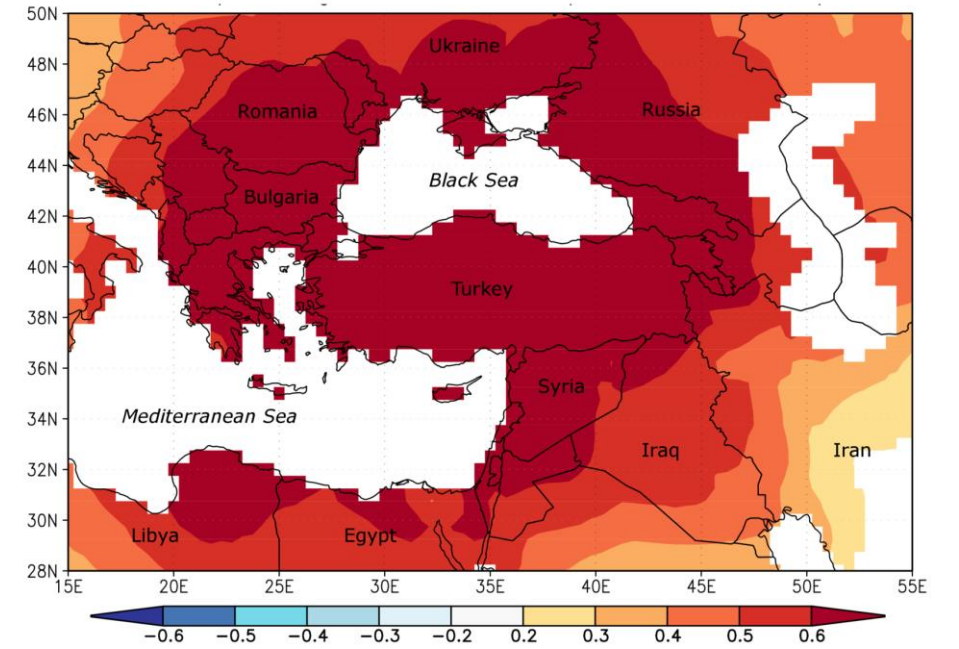 50N
48N
46N
44N
42N
40N
38N
36N
34N
32N
30N
28N
Ukraine
Romania
Russia
Bulgaria
Black Sea
Turkey
Syria
Mediterranean Sea
Iraq
Iran
Libya
Egypt
15E 20E 25E 30E 35E 40E 45E 50E 55E
−0.6 −0.5 −0.4 −0.3 −0.2 0.2 0.3 0.4 0.5 0.6